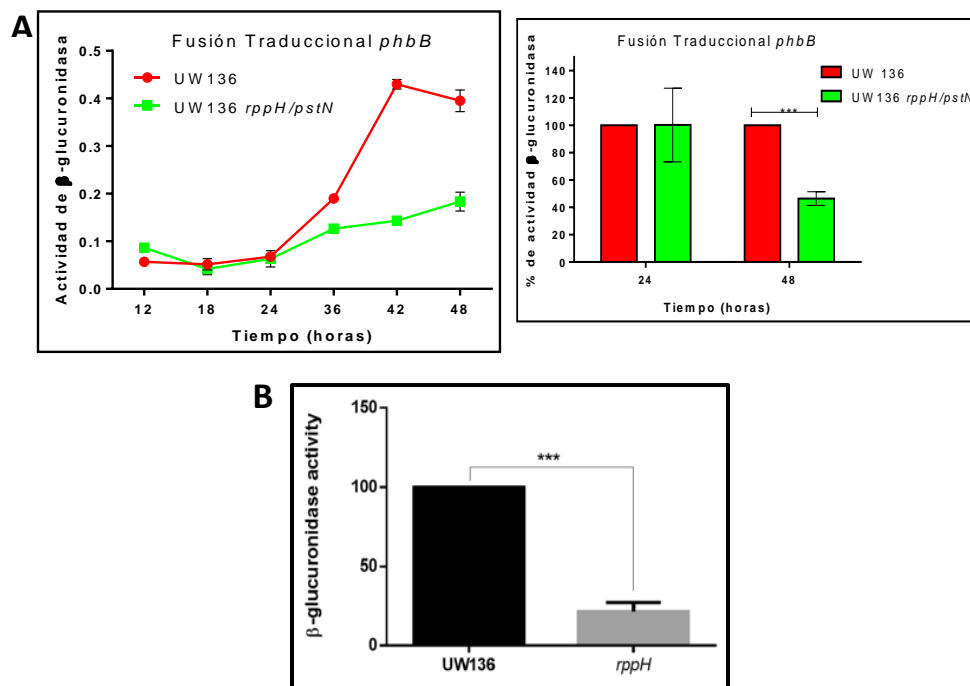 A
Fusión Traduccional phbB
UW136
UW136 rppH/pstN
Actividad de β-glucuronidasa
0.5
0.4
0.3
0.2
0.1
0.0
12 18 24 36 42 48
Tiempo (horas)
Fusión Traduccional phbB
UW 136
UW136 rppH/pstN
% de actividad β-glucuronidasa
140
120
100
80
60
40
20
0
***
24 48
Tiempo (horas)
B
β-glucuronidase activity
150
100
50
0
***
UW136 rppH